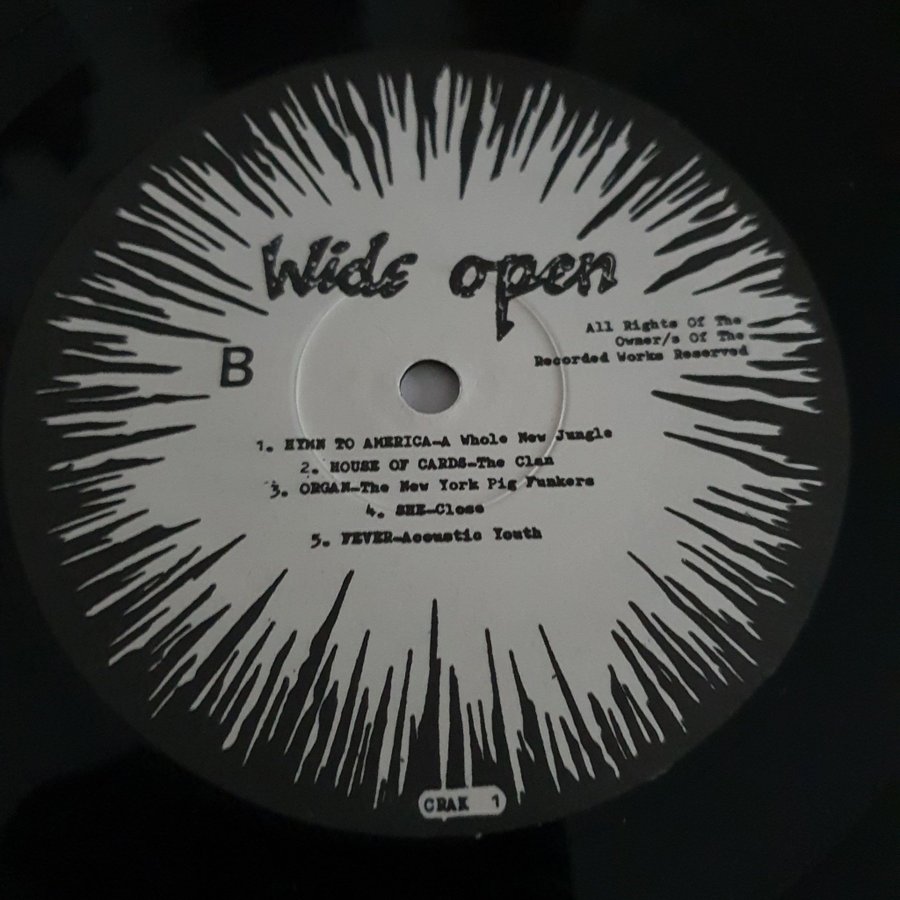 Wide open
B
All Rights Of The
Owner/s Of The
Recorded Works Reserved
1. HYMN TO AMERICA-A Whole New Jungle
2. HOUSE OF CARDS-The Clan
3. ORGAN-The New York Pig Funkers
4. SHE-Close
5. FEVER-Acoustic Youth
CRAK 1